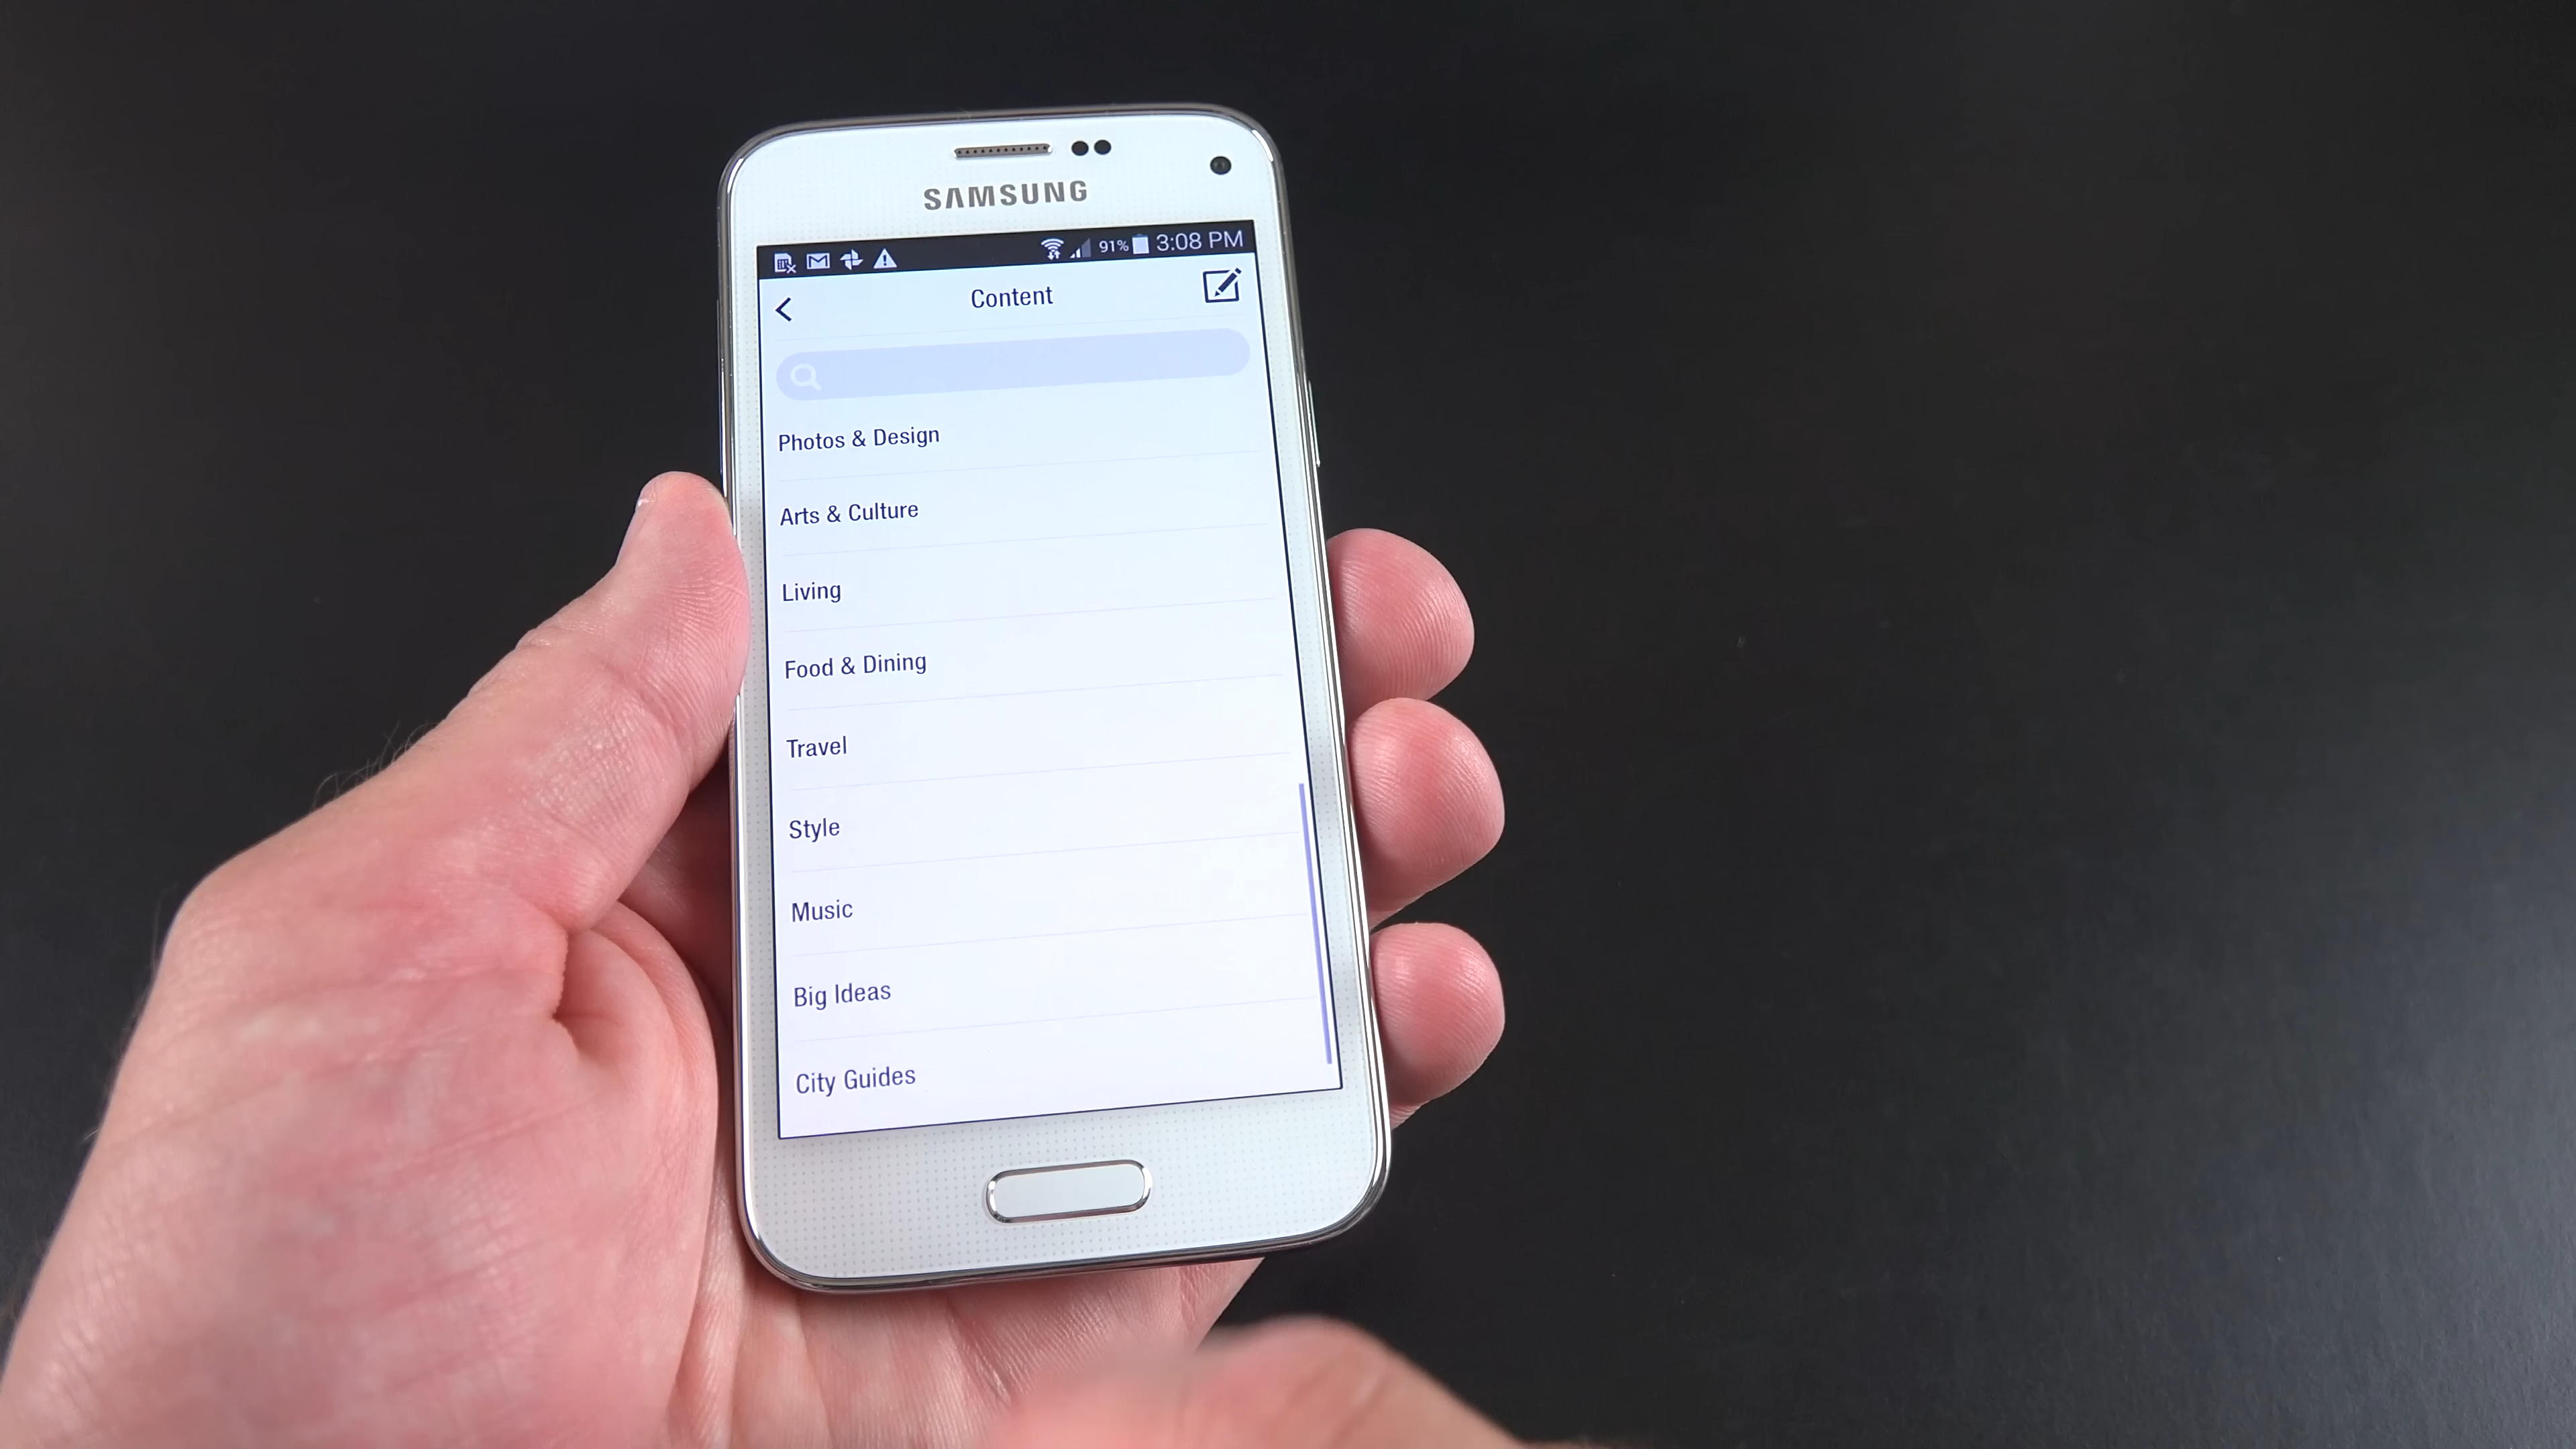 SAMSUNG
91% 3:08 PM
Content
Photos & Design
Arts & Culture
Living
Food & Dining
Travel
Style
Music
Big Ideas
City Guides